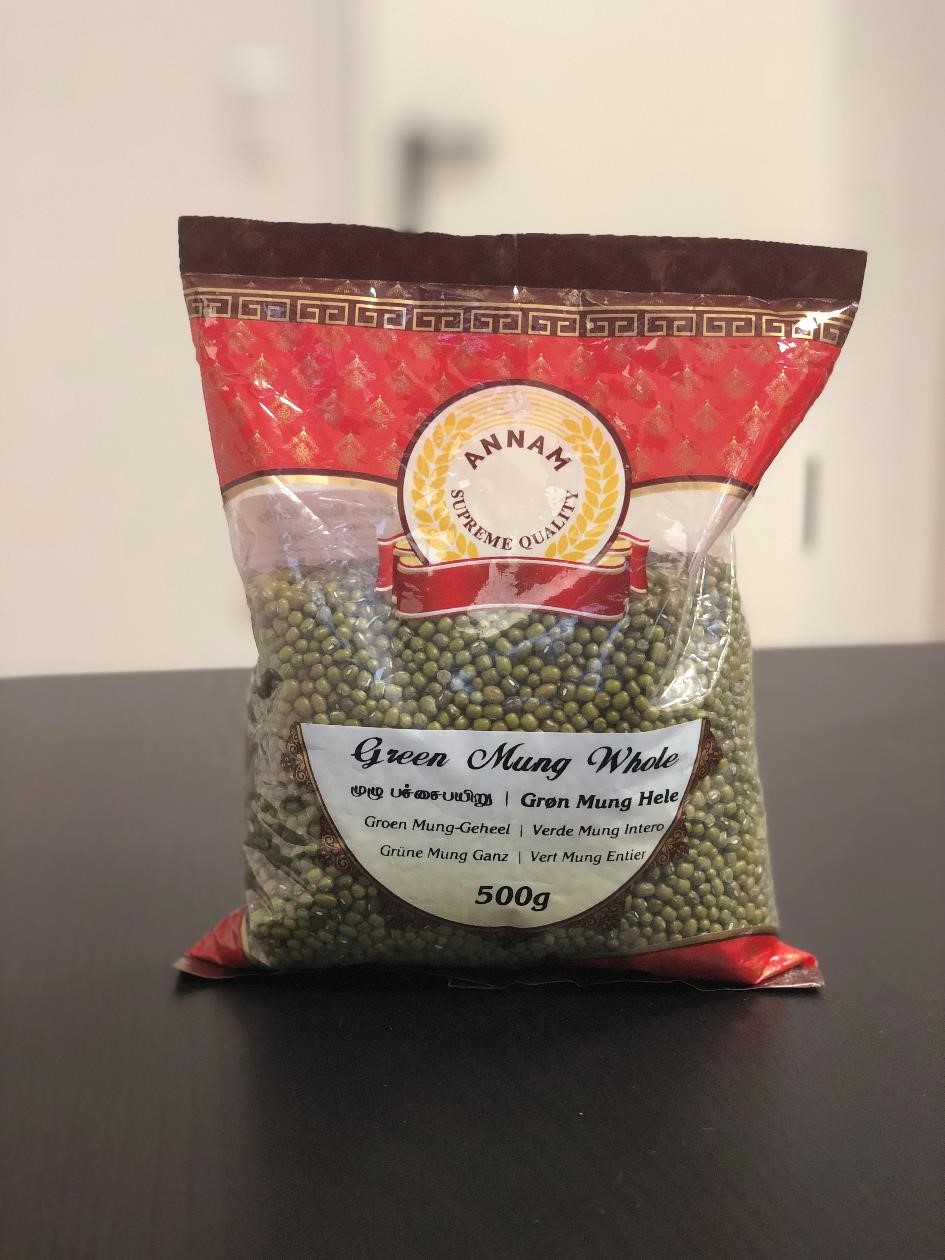 ANNAM
SUPREME QUALITY
Green Mung Whole
முழு பச்சைபயிறு | Grøn Mung Hele
Groen Mung-Geheel | Verde Mung Intero
Grüne Mung Ganz | Vert Mung Entier
500g